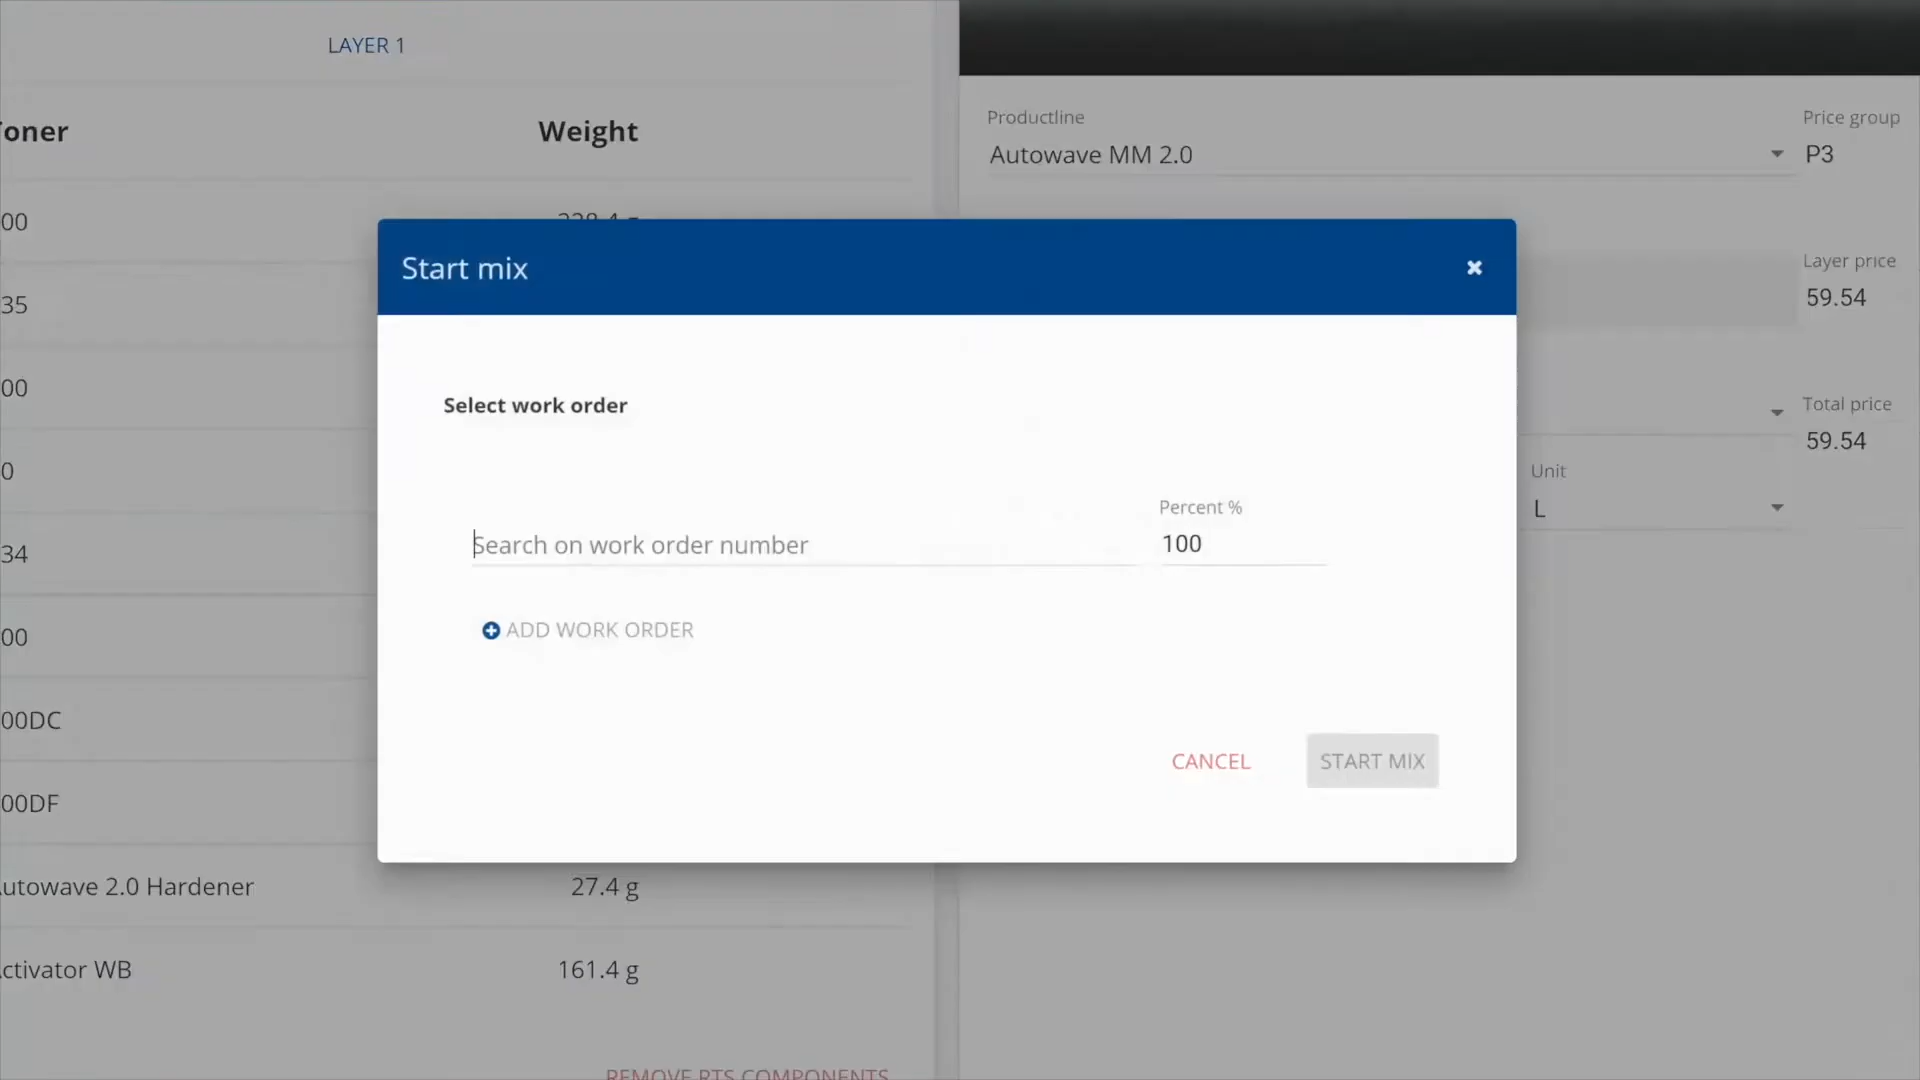 LAYER 1
Toner
Weight
Productline
Autowave MM 2.0
Price group
P3
00
35
00
0
34
00
00DC
00DF
Start mix
Select work order
Search on work order number
Percent %
100
ADD WORK ORDER
CANCEL
START MIX
Layer price
59.54
Total price
59.54
Unit
L
utowave 2.0 Hardener
27.4 g
ctivator WB
161.4 g
REMOVE RTS COMPONENTS